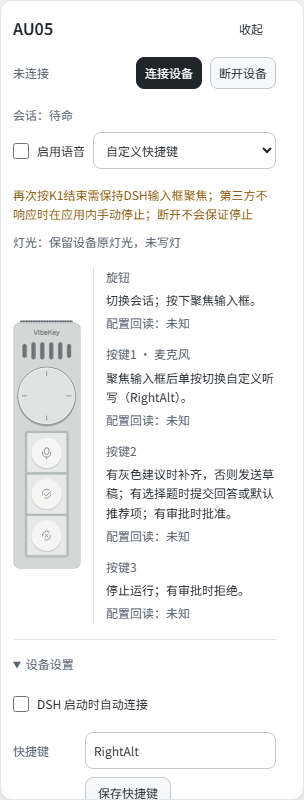 AU05
收起
未连接
连接设备
断开设备
会话：待命
启用语音
自定义快捷键
再次按K1结束需保持DSH输入框聚焦；第三方不
响应时在应用内手动停止；断开不会保证停止
灯光：保留设备原灯光，未写灯
VibeKey
旋钮
切换会话；按下聚焦输入框。
配置回读：未知
按键1 · 麦克风
聚焦输入框后单按切换自定义听
写（RightAlt）。
配置回读：未知
按键2
有灰色建议时补齐，否则发送草
稿；有选择题时提交回答或默认
推荐项；有审批时批准。
配置回读：未知
按键3
停止运行；有审批时拒绝。
配置回读：未知
▼ 设备设置
DSH 启动时自动连接
快捷键
RightAlt
保存快捷键